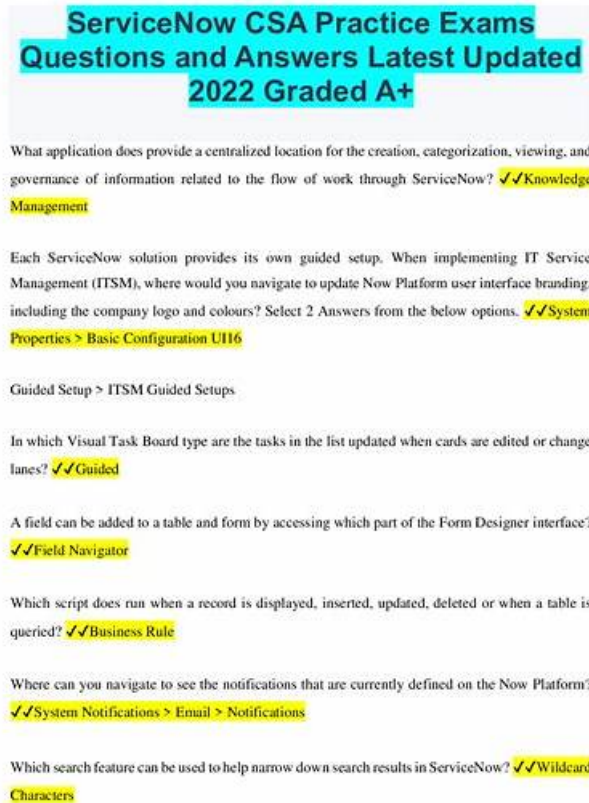 ServiceNow CSA Practice Exams
Questions and Answers Latest Updated
2022 Graded A+
What application does provide a centralized location for the creation, categorization, viewing, and
governance of information related to the flow of work through ServiceNow? ✓✓Knowledge
Management
Each ServiceNow solution provides its own guided setup. When implementing IT Service
Management (ITSM), where would you navigate to update Now Platform user interface branding,
including the company logo and colours? Select 2 Answers from the below options. ✓✓System
Properties > Basic Configuration UI16
Guided Setup > ITSM Guided Setups
In which Visual Task Board type are the tasks in the list updated when cards are edited or change
lanes? ✓✓Guided
A field can be added to a table and form by accessing which part of the Form Designer interface?
✓✓Field Navigator
Which script does run when a record is displayed, inserted, updated, deleted or when a table is
queried? ✓✓Business Rule
Where can you navigate to see the notifications that are currently defined on the Now Platform?
✓✓System Notifications > Email > Notifications
Which search feature can be used to help narrow down search results in ServiceNow? ✓✓Wildcard
Characters